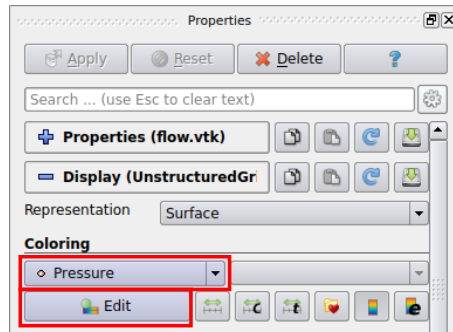 Properties
Apply Reset Delete ?
Search ... (use Esc to clear text)
Properties (flow.vtk)
Display (UnstructuredGri
Representation Surface
Coloring
Pressure
Edit c t e